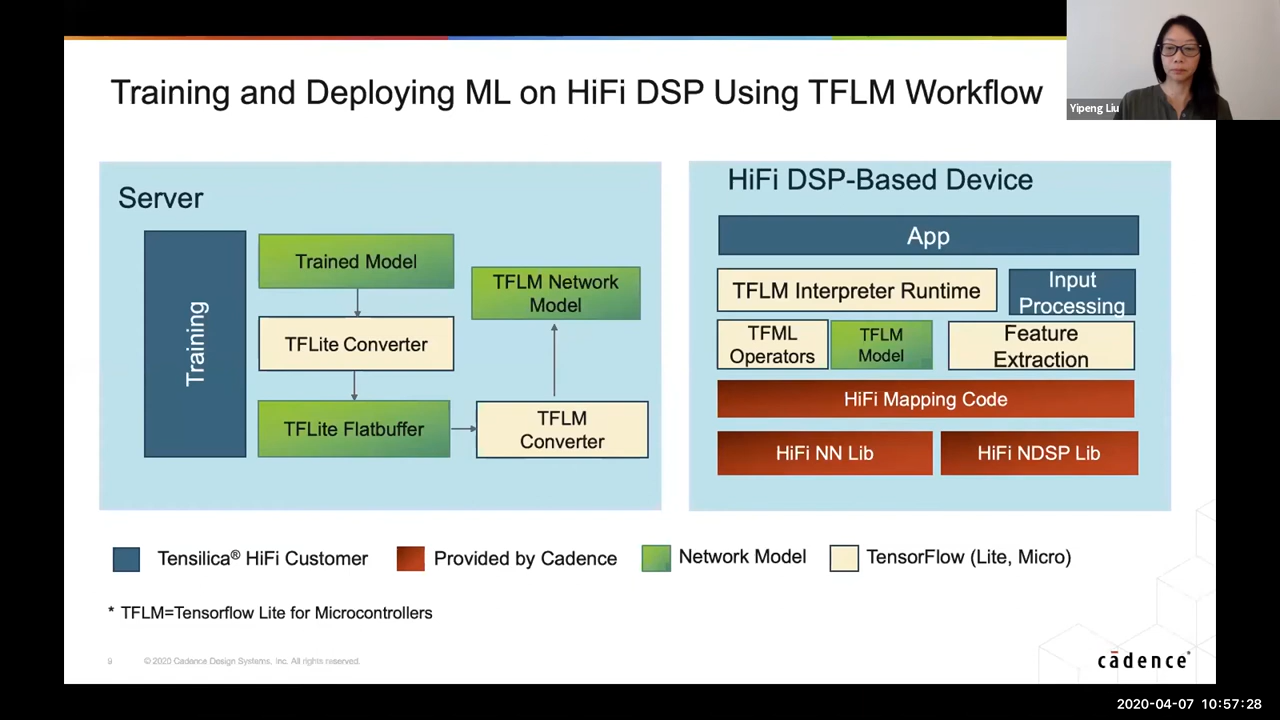 Training and Deploying ML on HiFi DSP Using TFLM Workflow
Yipeng Liu
Server
Training
Trained Model
TFLite Converter
TFLite Flatbuffer
TFLM Network
Model
TFLM
Converter
HiFi DSP-Based Device
App
TFLM Interpreter Runtime
Input
Processing
TFML
Operators
TFLM
Model
Feature
Extraction
HiFi Mapping Code
HiFi NN Lib
HiFi NDSP Lib
Tensilica® HiFi Customer
Provided by Cadence
Network Model
TensorFlow (Lite, Micro)
* TFLM=Tensorflow Lite for Microcontrollers
9
© 2020 Cadence Design Systems, Inc. All rights reserved.
cādence®
2020-04-07 10:57:28